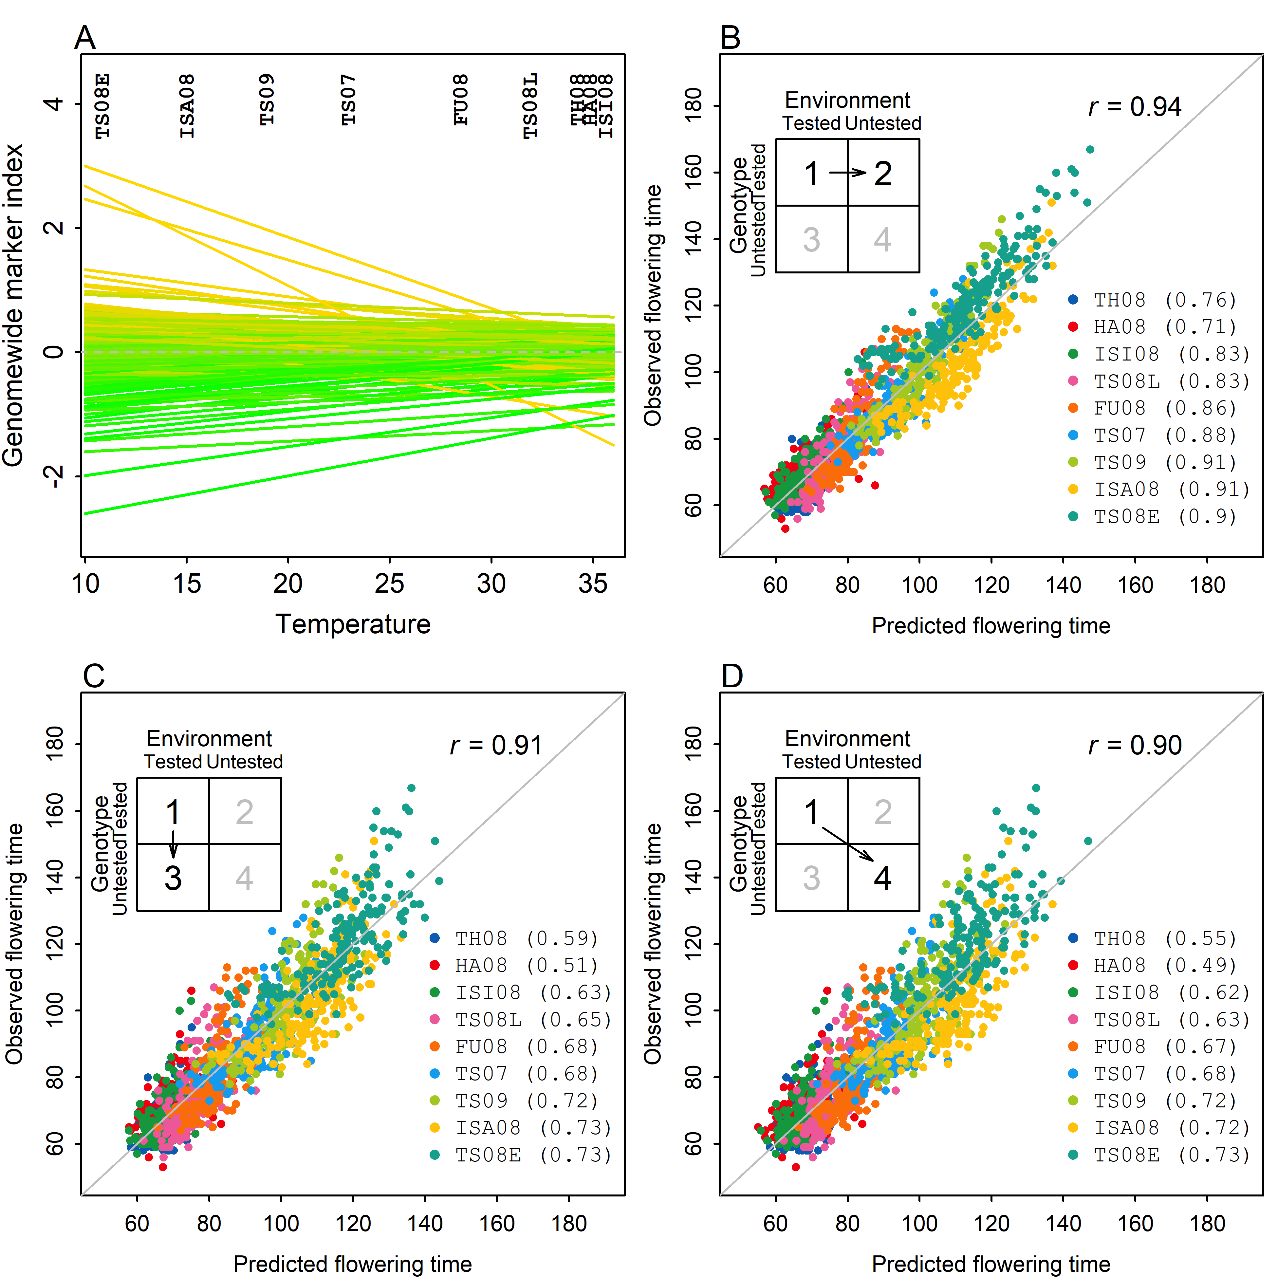 A
TS08E
ISA08
TS09
TS07
FU08
TS08L
TH08
HA08
ISI08
4
2
0
-2
Genomewide marker index
10 15 20 25 30 35
Temperature
B
r = 0.94
Environment
Tested Untested
Genotype
Untested Tested
1 2
3 4
TH08 (0.76)
HA08 (0.71)
ISI08 (0.83)
TS08L (0.83)
FU08 (0.86)
TS07 (0.88)
TS09 (0.91)
ISA08 (0.91)
TS08E (0.9)
180
160
140
120
100
80
60
Observed flowering time
60 80 100 120 140 160 180
Predicted flowering time
C
r = 0.91
Environment
Tested Untested
Genotype
Untested Tested
1 2
3 4
TH08 (0.59)
HA08 (0.51)
ISI08 (0.63)
TS08L (0.65)
FU08 (0.68)
TS07 (0.68)
TS09 (0.72)
ISA08 (0.73)
TS08E (0.73)
180
160
140
120
100
80
60
Observed flowering time
60 80 100 120 140 160 180
Predicted flowering time
D
r = 0.90
Environment
Tested Untested
Genotype
Untested Tested
1 2
3 4
TH08 (0.55)
HA08 (0.49)
ISI08 (0.62)
TS08L (0.63)
FU08 (0.67)
TS07 (0.68)
TS09 (0.72)
ISA08 (0.72)
TS08E (0.73)
180
160
140
120
100
80
60
Observed flowering time
60 80 100 120 140 160 180
Predicted flowering time